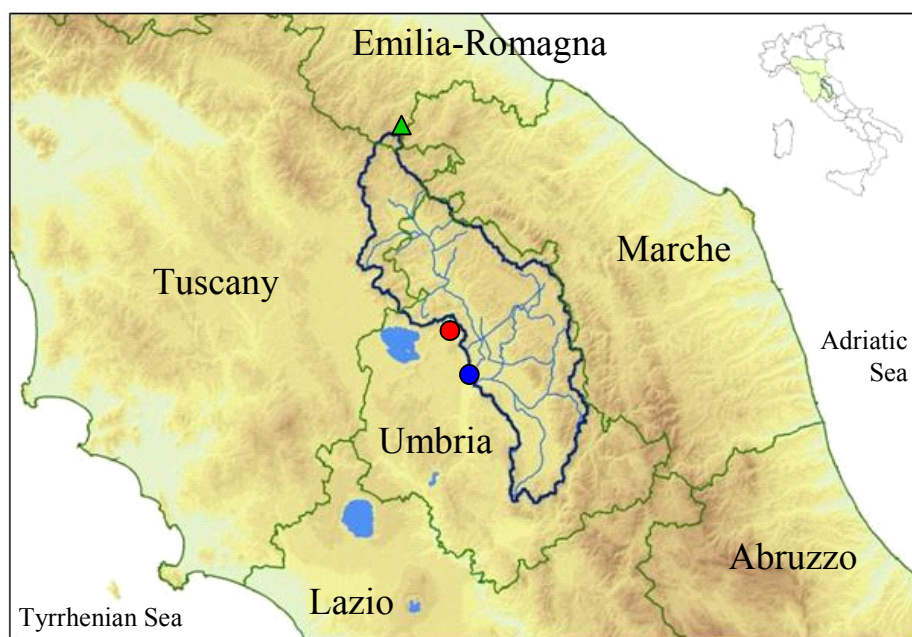 Emilia-Romagna
Marche
Tuscany
Adriatic
Sea
Umbria
Abruzzo
Lazio
Tyrrhenian Sea